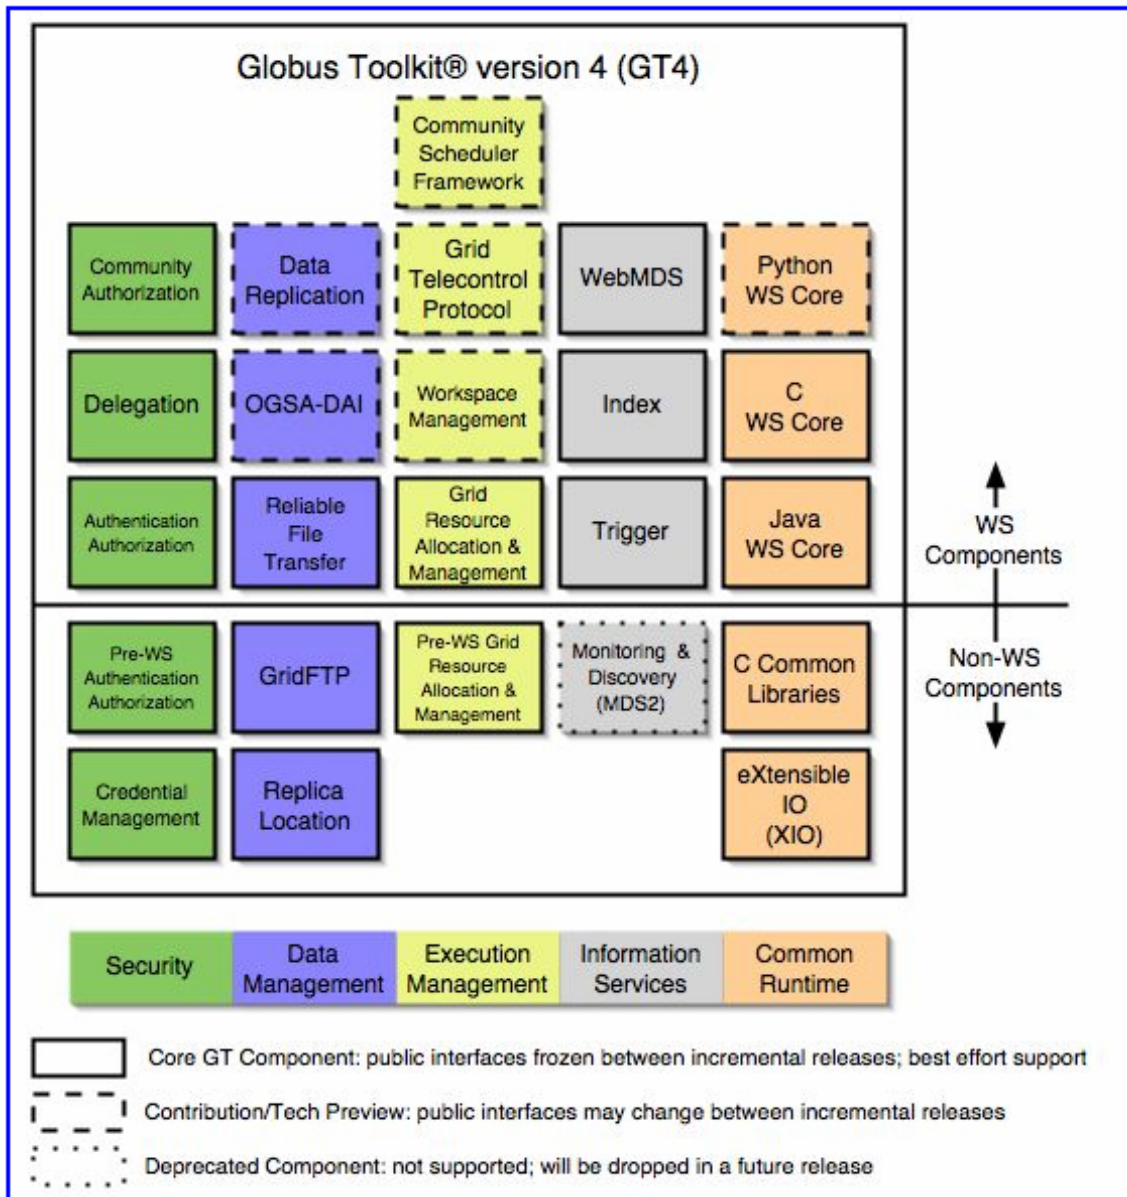 Globus Toolkit® version 4 (GT4)
Community
Scheduler
Framework
Community
Authorization
Data
Replication
Grid
Telecontrol
Protocol
WebMDS
Python
WS Core
Delegation
OGSA-DAI
Workspace
Management
Index
C
WS Core
Authentication
Authorization
Reliable
File
Transfer
Grid
Resource
Allocation &
Management
Trigger
Java
WS Core
WS
Components
Pre-WS
Authentication
Authorization
GridFTP
Pre-WS Grid
Resource
Allocation &
Management
Monitoring &
Discovery
(MDS2)
C Common
Libraries
Non-WS
Components
Credential
Management
Replica
Location
eXtensible
IO
(XIO)
Security
Data
Management
Execution
Management
Information
Services
Common
Runtime
Core GT Component: public interfaces frozen between incremental releases; best effort support
Contribution/Tech Preview: public interfaces may change between incremental releases
Deprecated Component: not supported; will be dropped in a future release